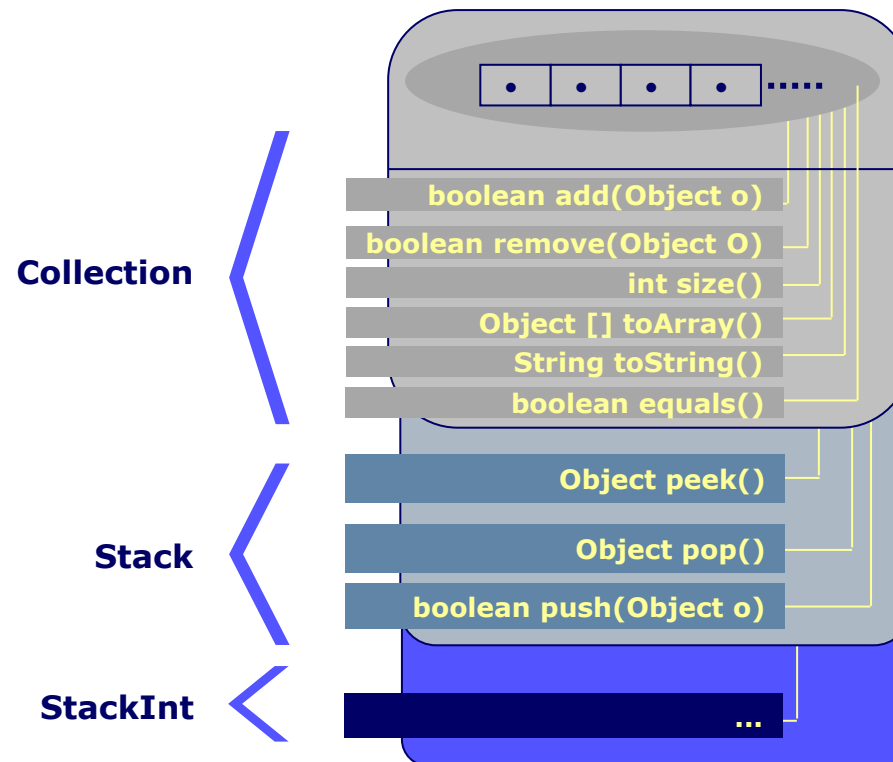 boolean add(Object o)
boolean remove(Object O)
Collection
int size()
Object [] toArray()
String toString()
boolean equals()
Object peek()
Stack
Object pop()
boolean push(Object o)
StackInt
...